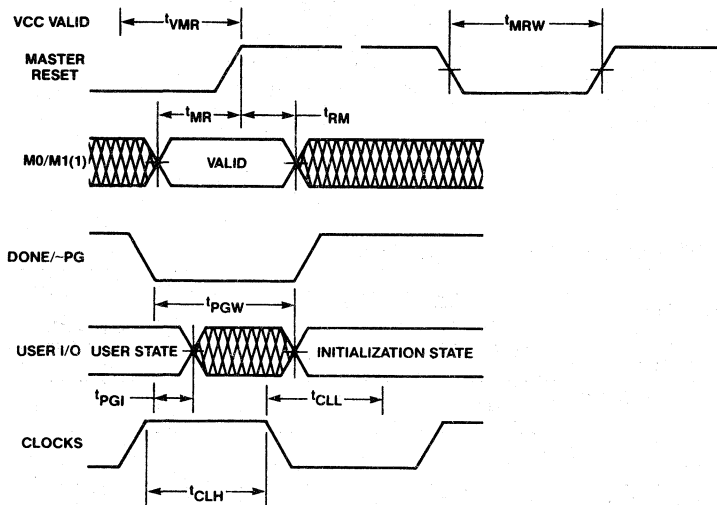 VCC VALID
tVMR
tMRW
MASTER
RESET
tMR
tRM
M0/M1(1)
VALID
DONE/~PG
tPGW
USER I/O
USER STATE
INITIALIZATION STATE
tPGI
tCLL
CLOCKS
tCLH